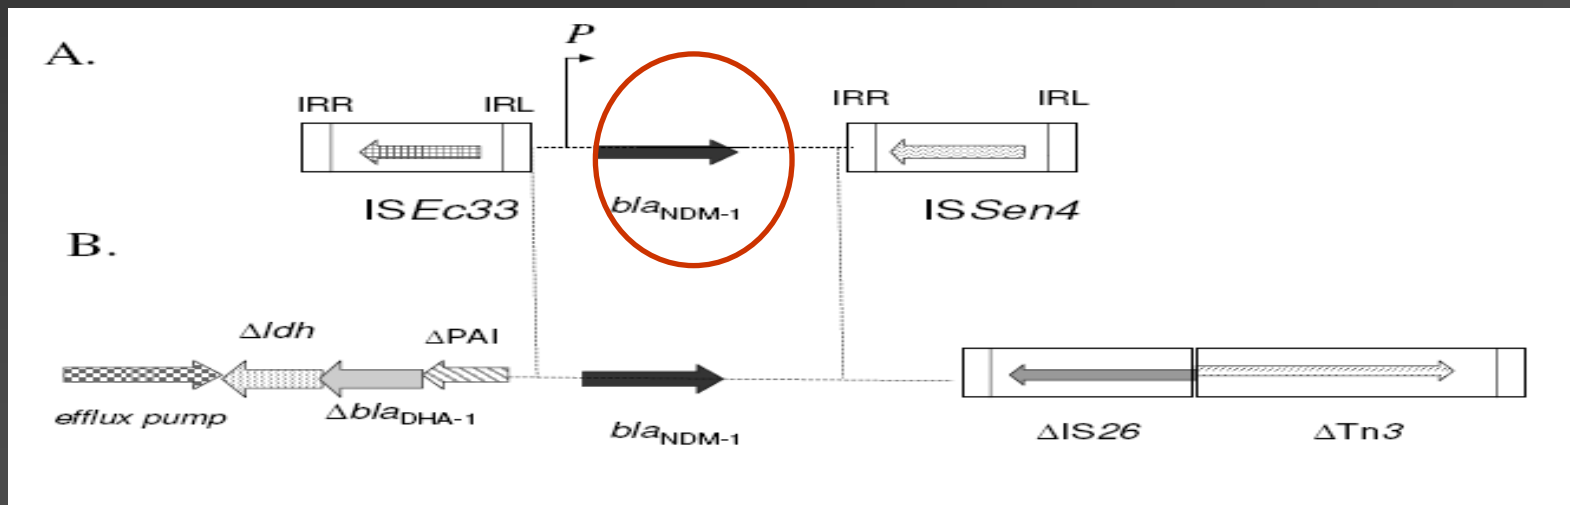 A.
P
IRR IRL IRR IRL
ISEc33 blaNDM-1 ISSen4
B.
Δldh ΔPAI
efflux pump ΔblaDHA-1 blaNDM-1 ΔIS26 ΔTn3